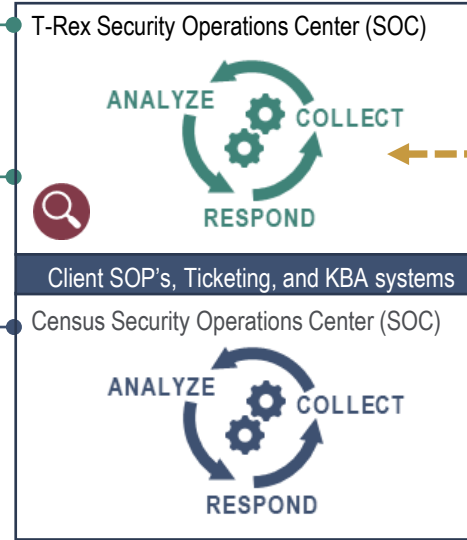 T-Rex Security Operations Center (SOC)
ANALYZE
COLLECT
RESPOND
Client SOP's, Ticketing, and KBA systems
Census Security Operations Center (SOC)
ANALYZE
COLLECT
RESPOND